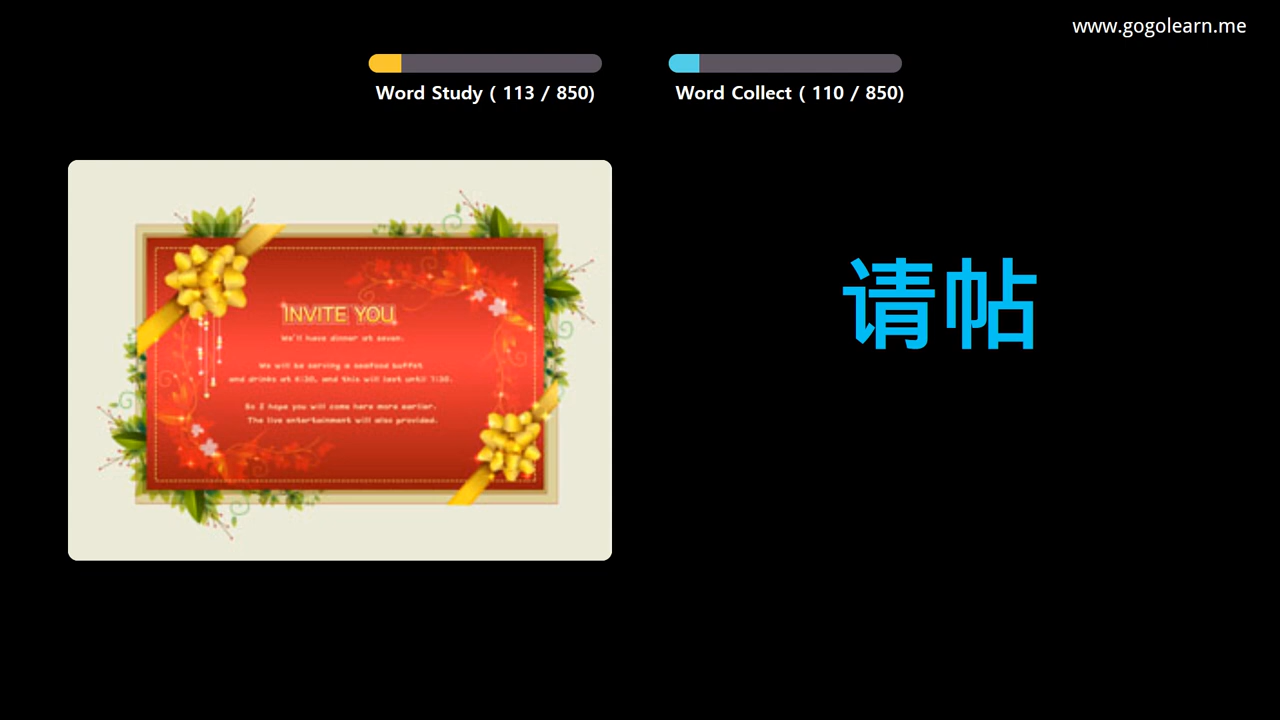 www.gogolearn.me
Word Study ( 113 / 850)
Word Collect ( 110 / 850)
请帖
INVITE YOU
We'll have dinner at seven.
We will be serving a seafood buffet
and drinks at 6:30, and this will last until 7:30.
So I hope you will come here more earlier.
The live entertainment will also provided.